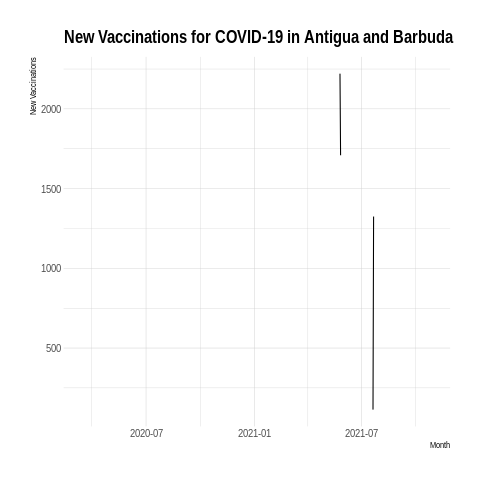 New Vaccinations for COVID-19 in Antigua and Barbuda
New Vaccinations
2000
1500
1000
500
2020-07
2021-01
2021-07
Month